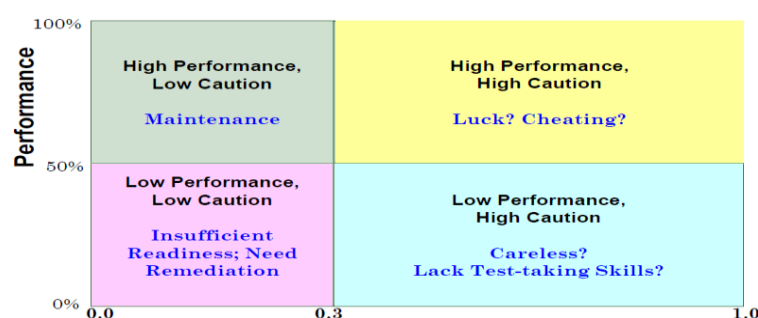 100%
High Performance,
Low Caution
Maintenance
High Performance,
High Caution
Luck? Cheating?
Performance
50%
Low Performance,
Low Caution
Insufficient
Readiness; Need
Remediation
Low Performance,
High Caution
Careless?
Lack Test-taking Skills?
0%
0.0
0.3
1.0